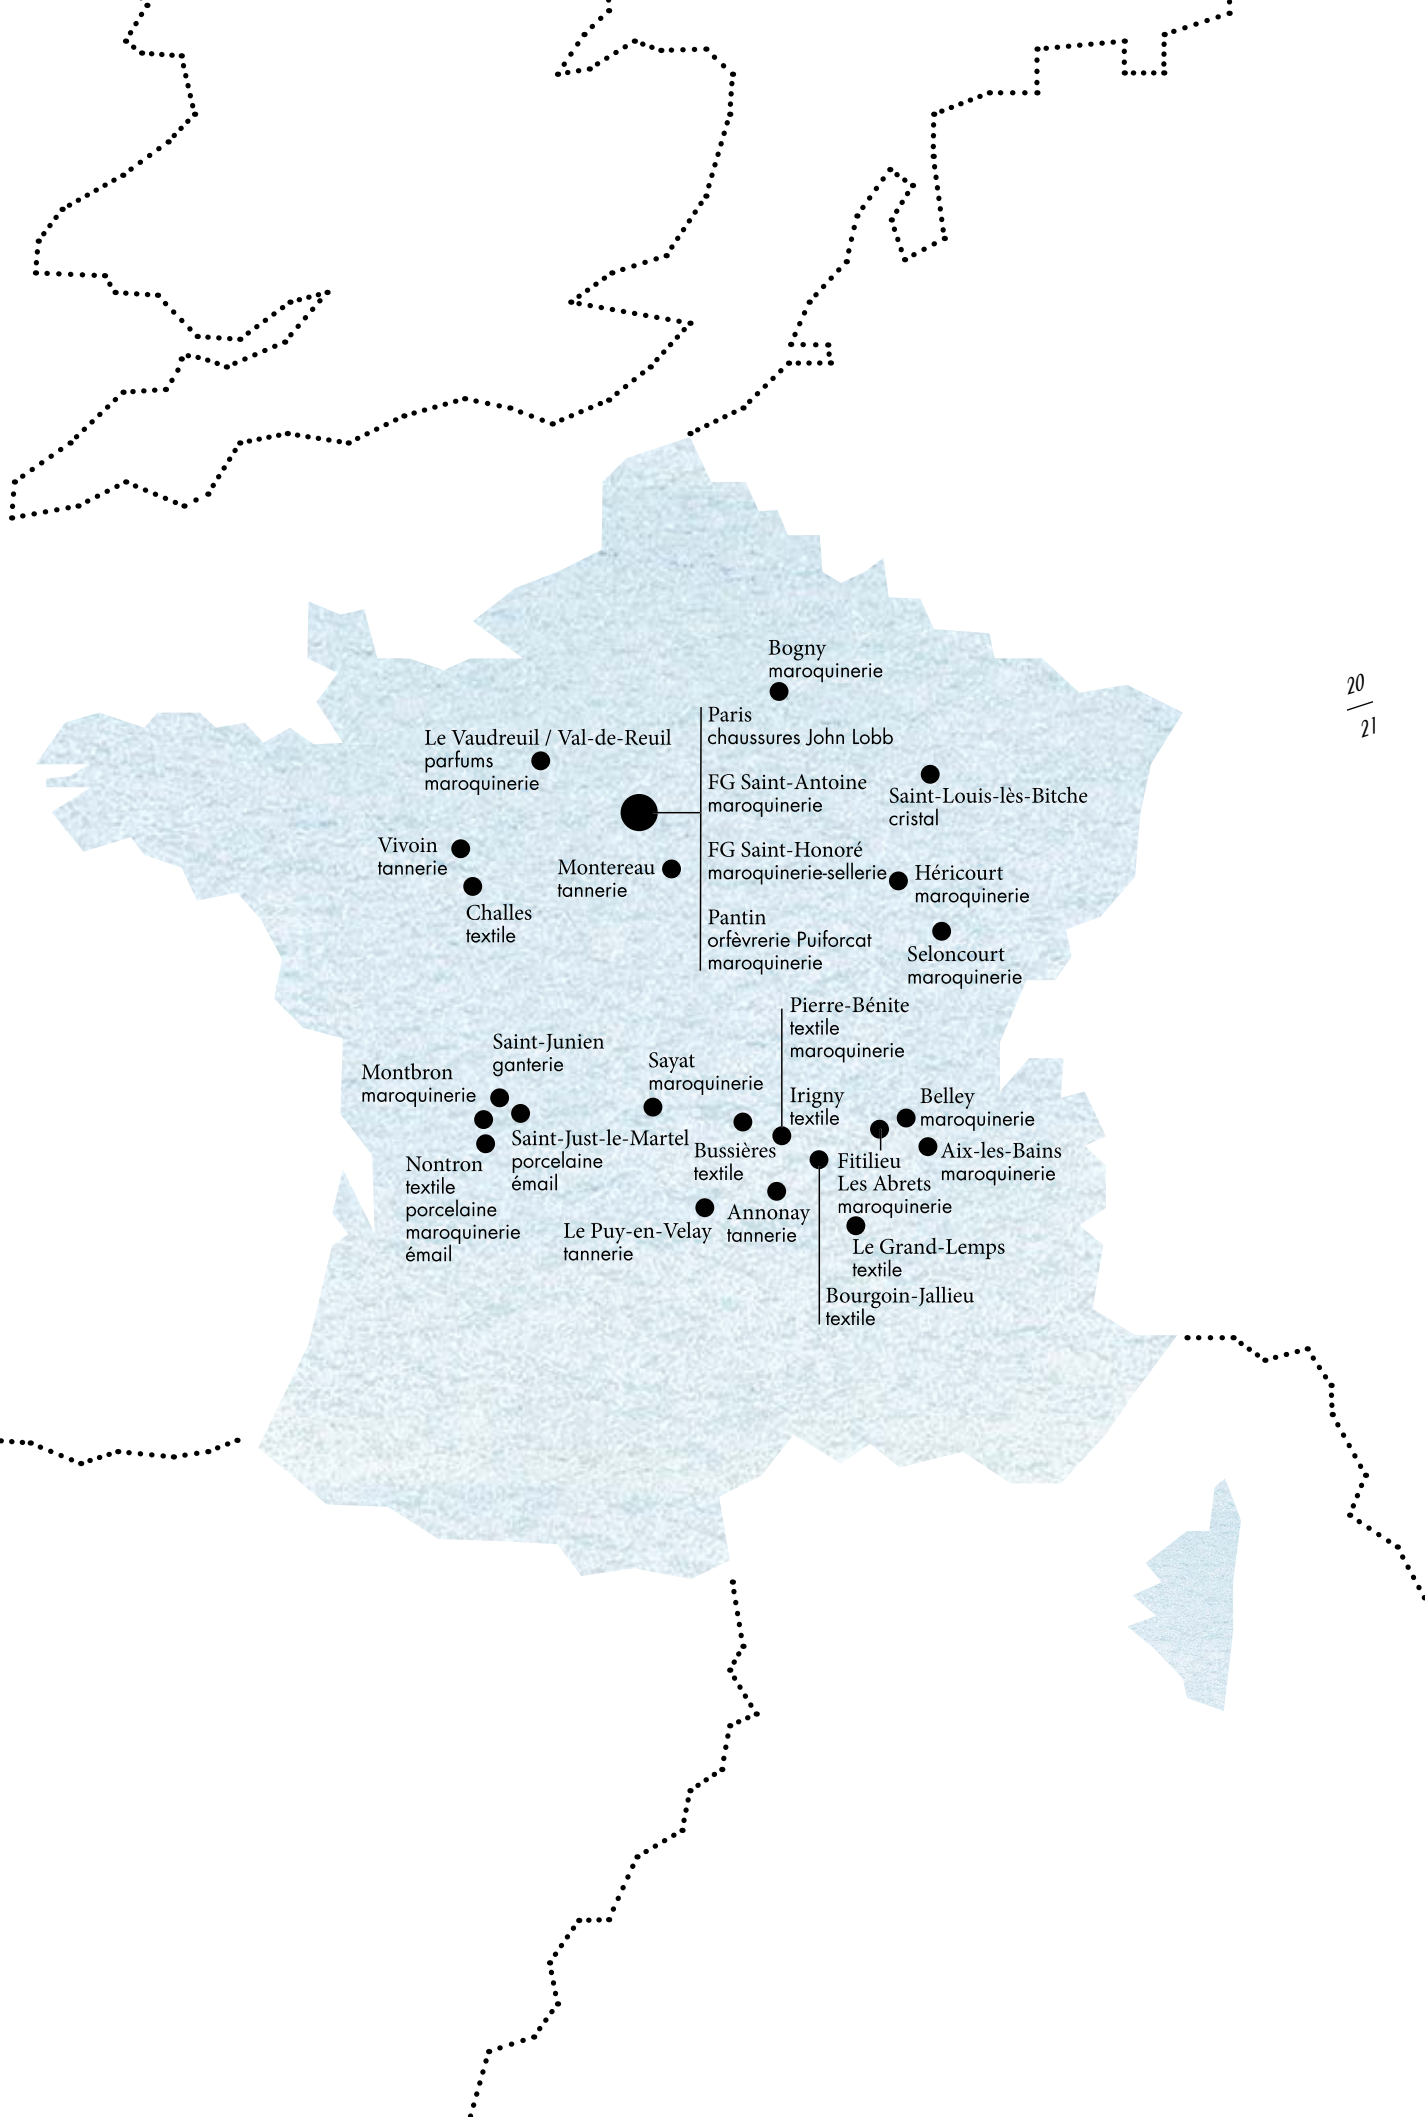 Bogny
maroquinerie
20
21
Le Vaudreuil / Val-de-Reuil
parfums
maroquinerie
Paris
chaussures John Lobb
FG Saint-Antoine
maroquinerie
FG Saint-Honoré
maroquinerie-sellerie
Pantin
orfèvrerie Puiforcat
maroquinerie
Saint-Louis-lès-Bitche
cristal
Vivoin
tannerie
Challes
textile
Montereau
tannerie
Héricourt
maroquinerie
Seloncourt
maroquinerie
Pierre-Bénite
textile
maroquinerie
Irigny
textile
Saint-Junien
ganterie
Montbron
maroquinerie
Sayat
maroquinerie
Belley
maroquinerie
Saint-Just-le-Martel
porcelaine
émail
Bussières
textile
Aix-les-Bains
maroquinerie
Nontron
textile
porcelaine
maroquinerie
émail
Fitilieu
Les Abrets
maroquinerie
Le Puy-en-Velay
tannerie
Annonay
tannerie
Le Grand-Lemps
textile
Bourgoin-Jallieu
textile